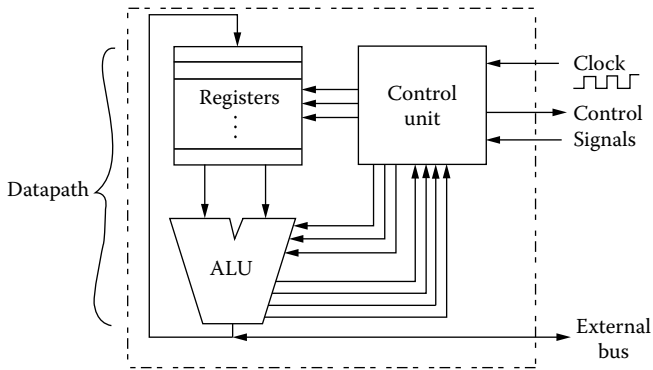 Registers
Control
unit
Clock
Control
Signals
Datapath
ALU
External
bus